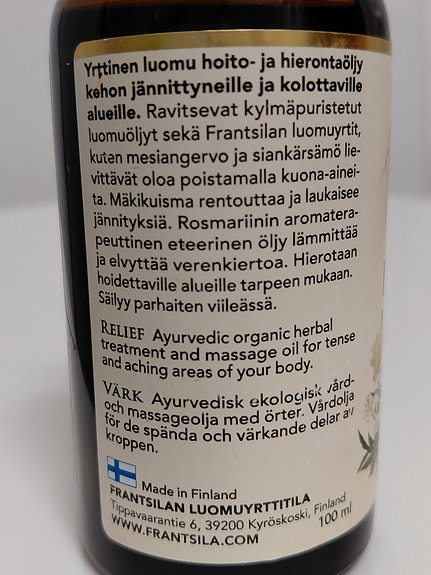 Yrttinen luomu hoito- ja hierontaöljy
kehon jännittyneille ja kolottaville
alueille. Ravitsevat kylmäpuristetut
luomuöljyt sekä Frantsilan luomuyrtit,
kuten mesiangervo ja siankärsämö lie-
vittävät oloa poistamalla kuona-ainei-
ta. Mäkikuisma rentouttaa ja laukaisee
jännityksiä. Rosmariinin aromatera-
peuttinen eteerinen öljy lämmittää
ja elvyttää verenkiertoa. Hierotaan
hoidettaville alueille tarpeen mukaan.
Säilyy parhaiten viileässä.
RELIEF Ayurvedic organic herbal
treatment and massage oil for tense
and aching areas of your body.
VÄRK Ayurvedisk ekologisk vård-
och massageolja med örter. Vårdolja
för de spända och värkande delar av
kroppen.
Made in Finland
FRANTSILAN LUOMUYRTTITILA
Tippavaarantie 6, 39200 Kyröskoski, Finland
WWW.FRANTSILA.COM 100 ml